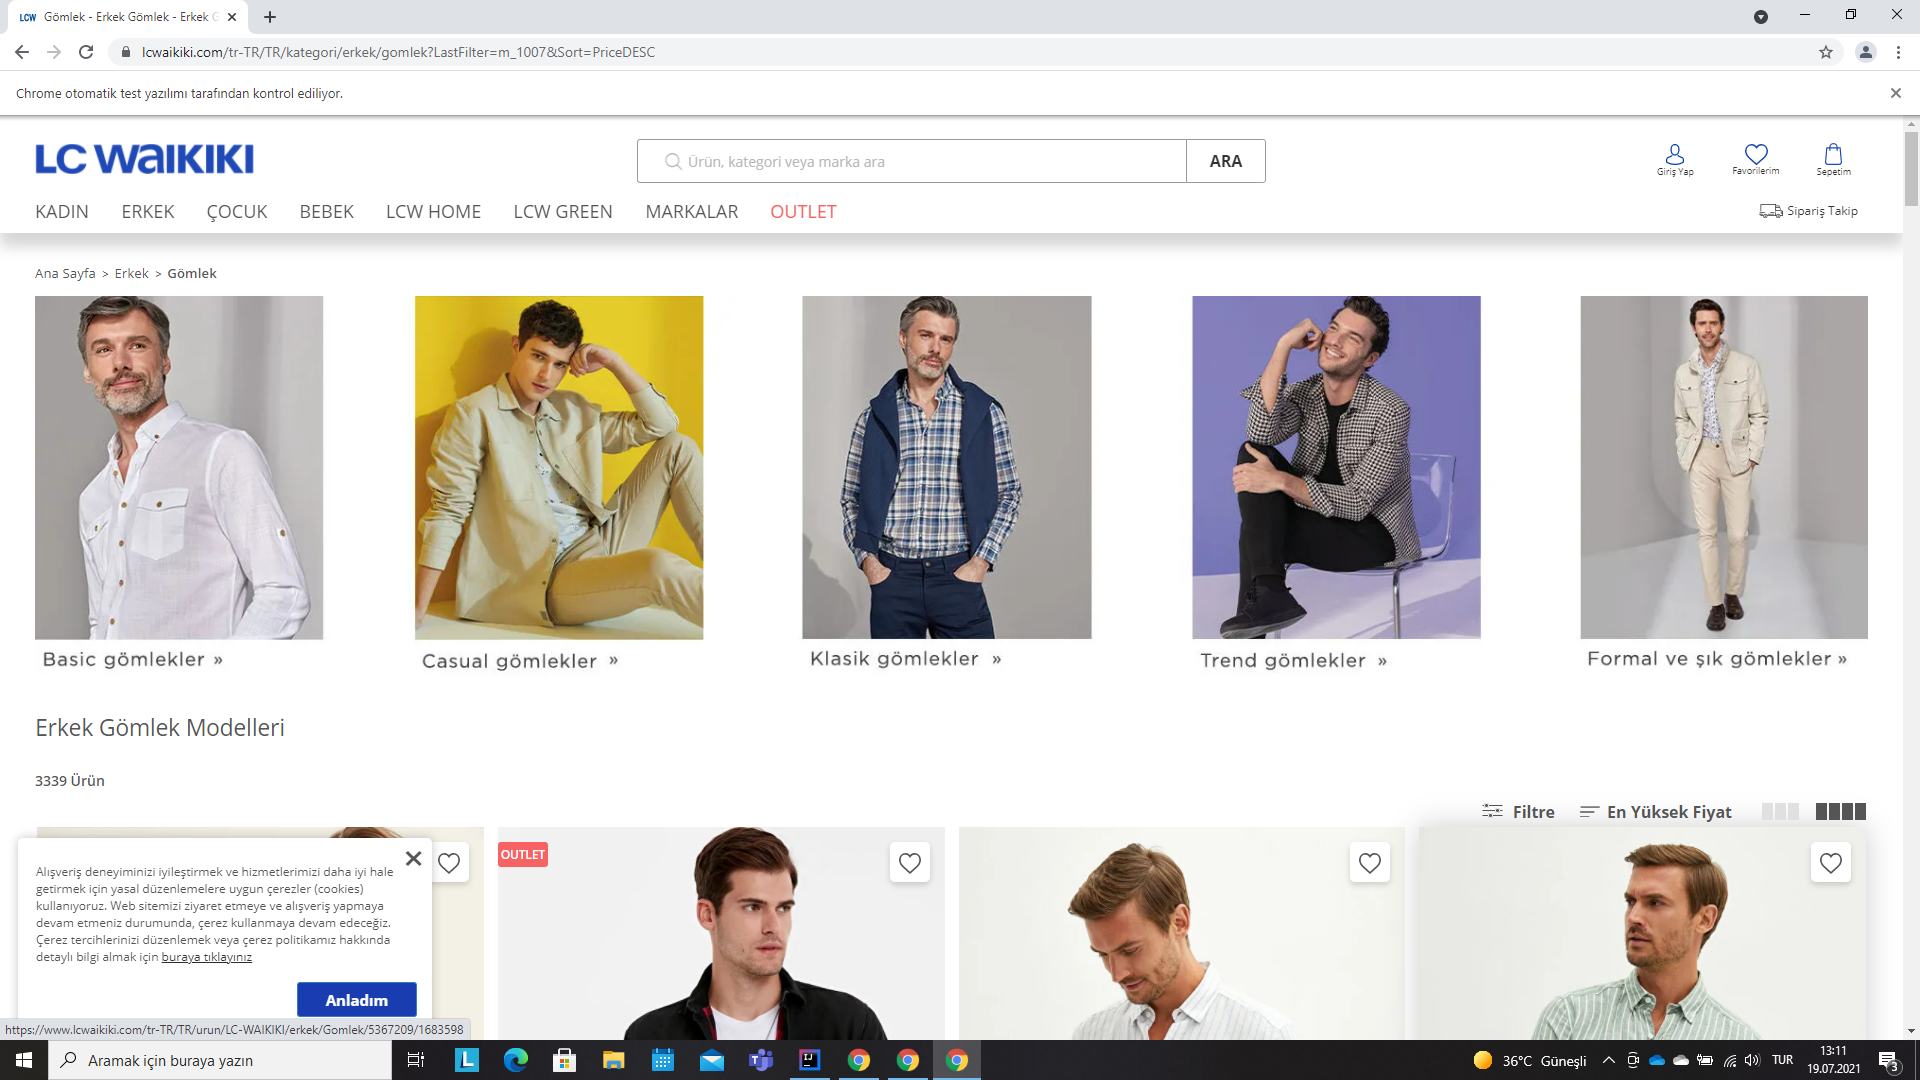 LCW Gömlek - Erkek Gömlek - Erkek G
lcwaikiki.com/tr-TR/TR/kategori/erkek/gomlek?LastFilter=m_1007&Sort=PriceDESC
Chrome otomatik test yazılımı tarafından kontrol ediliyor.
LC WAIKIKI
Ürün, kategori veya marka ara
ARA
Giriş Yap
Favorilerim
Sepetim
KADIN ERKEK ÇOCUK BEBEK LCW HOME LCW GREEN MARKALAR OUTLET
Sipariş Takip
Ana Sayfa > Erkek > Gömlek
Basic gömlekler »
Casual gömlekler »
Klasik gömlekler »
Trend gömlekler »
Formal ve şık gömlekler »
Erkek Gömlek Modelleri
3339 Ürün
Filtre
En Yüksek Fiyat
OUTLET
Alışveriş deneyiminizi iyileştirmek ve hizmetlerimizi daha iyi hale
getirmek için yasal düzenlemelere uygun çerezler (cookies)
kullanıyoruz. Web sitemizi ziyaret etmeye ve alışveriş yapmaya
devam etmeniz durumunda, çerez kullanmaya devam edeceğiz.
Çerez tercihlerinizi düzenlemek veya çerez politikamız hakkında
detaylı bilgi almak için buraya tıklayınız
Anladım
https://www.lcwaikiki.com/tr-TR/TR/urun/LC-WAIKIKI/erkek/Gomlek/5367209/1683598
Aramak için buraya yazın
L
IJ
36°C Güneşli
TUR
13:11
19.07.2021
3